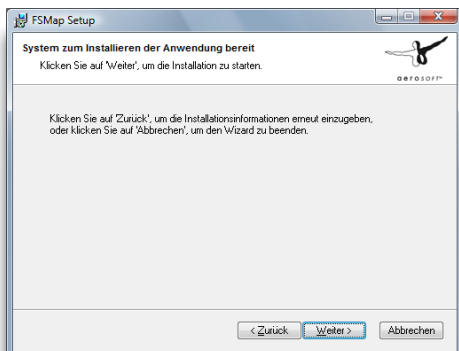 FSMap Setup
System zum Installieren der Anwendung bereit
Klicken Sie auf 'Weiter', um die Installation zu starten.
aerosoft™
Klicken Sie auf 'Zurück', um die Installationsinformationen erneut einzugeben,
oder klicken Sie auf 'Abbrechen', um den Wizard zu beenden.
< Zurück Weiter > Abbrechen